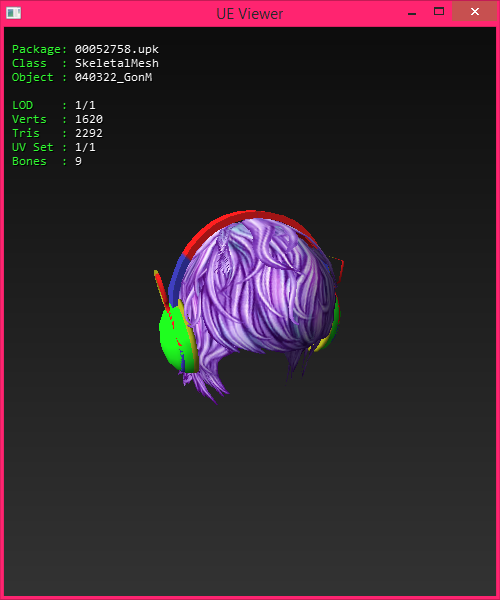 UE Viewer
Package: 00052758.upk
Class  : SkeletalMesh
Object : 040322_GonM
LOD    : 1/1
Verts  : 1620
Tris   : 2292
UV Set : 1/1
Bones  : 9